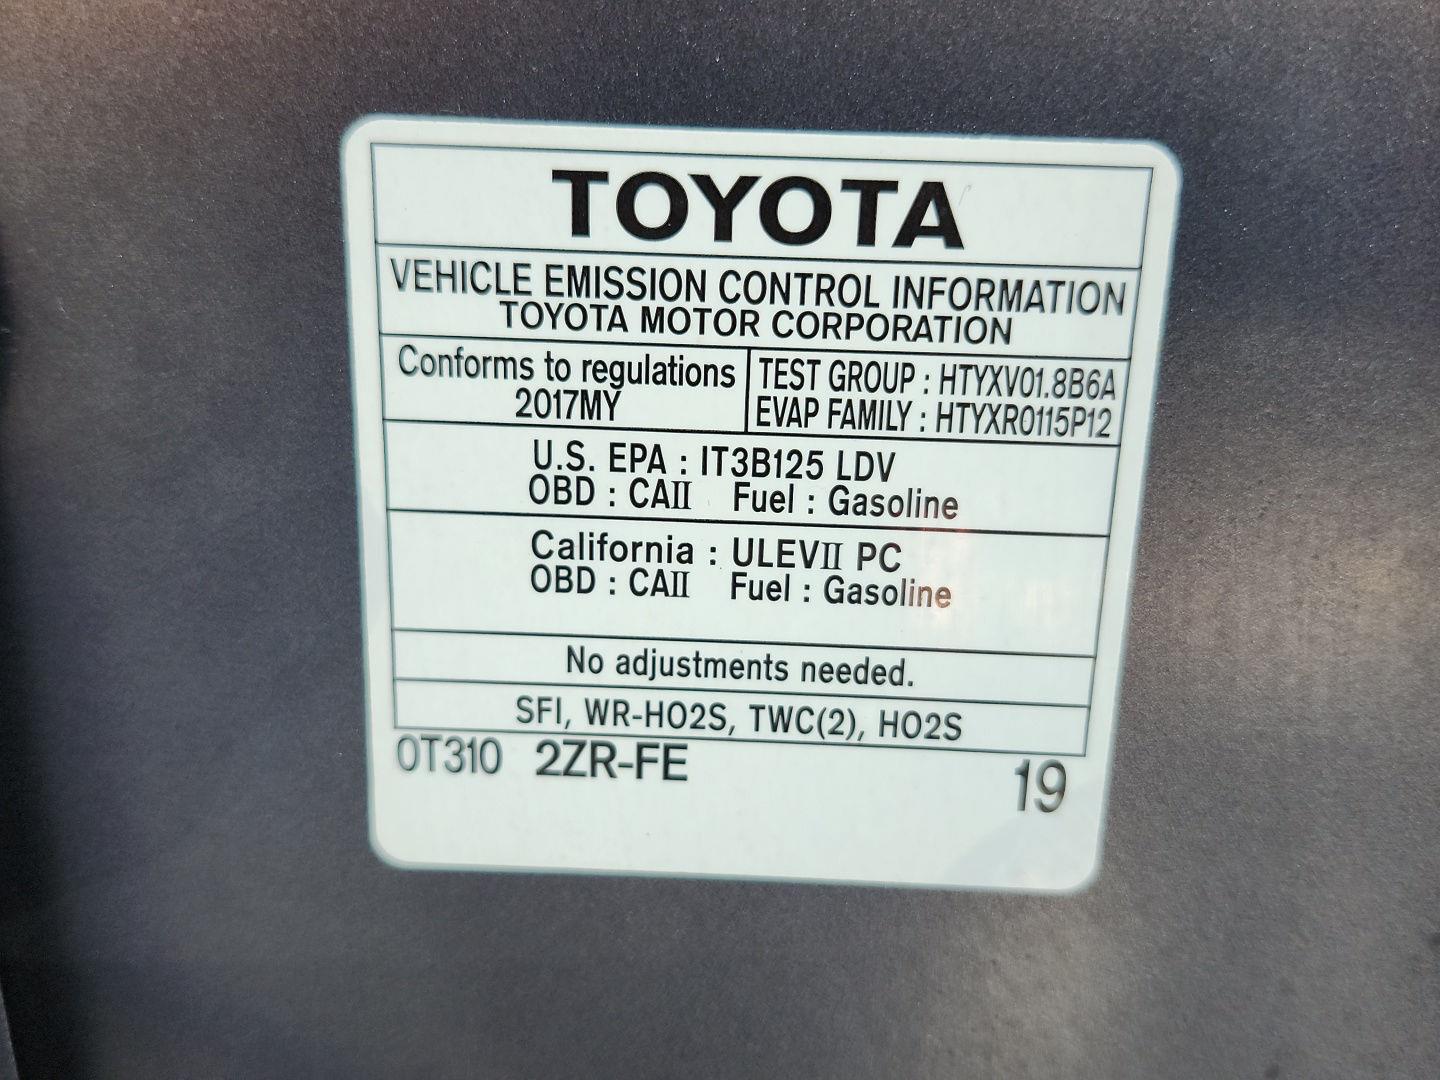 TOYOTA
VEHICLE EMISSION CONTROL INFORMATION
TOYOTA MOTOR CORPORATION
Conforms to regulations
2017MY
TEST GROUP : HTYXV01.8B6A
EVAP FAMILY : HTYXR0115P12
U.S. EPA : IT3B125 LDV
OBD : CAII Fuel : Gasoline
California : ULEVII PC
OBD : CAII Fuel : Gasoline
No adjustments needed.
SFI, WR-HO2S, TWC(2), HO2S
0T310 2ZR-FE 19